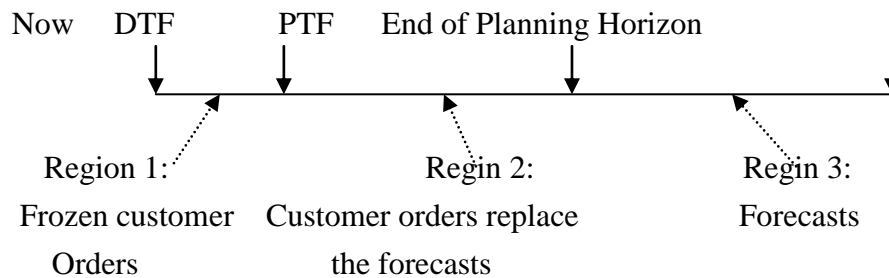 Now DTF PTF End of Planning Horizon
Region 1: Regin 2: Regin 3:
Frozen customer Customer orders replace Forecasts
Orders the forecasts